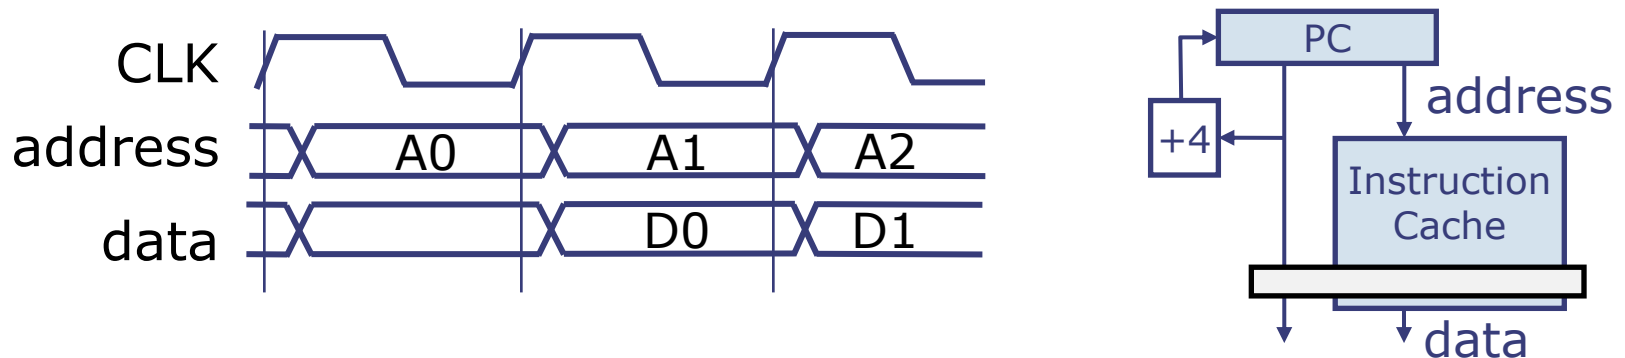 CLK
address A0 A1 A2
data D0 D1
PC
address
+4
Instruction
Cache
data